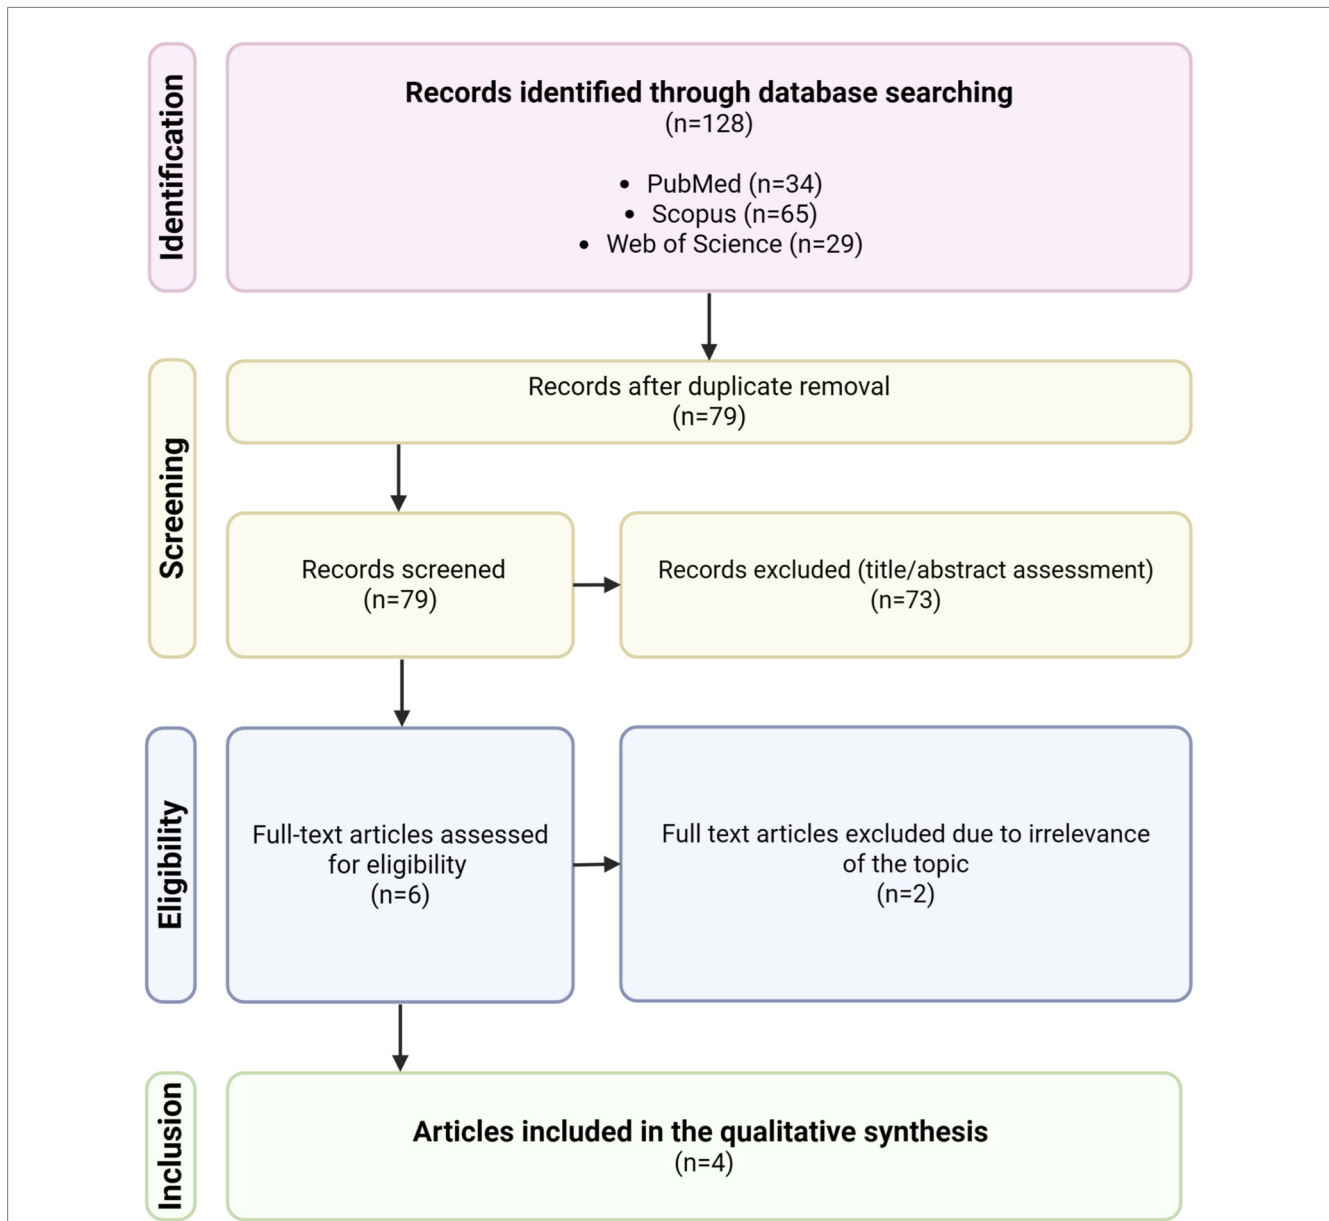 Identification
Records identified through database searching
(n=128)
• PubMed (n=34)
• Scopus (n=65)
• Web of Science (n=29)
Screening
Records after duplicate removal
(n=79)
Records screened
(n=79)
Records excluded (title/abstract assessment)
(n=73)
Eligibility
Full-text articles assessed
for eligibility
(n=6)
Full text articles excluded due to irrelevance
of the topic
(n=2)
Inclusion
Articles included in the qualitative synthesis
(n=4)